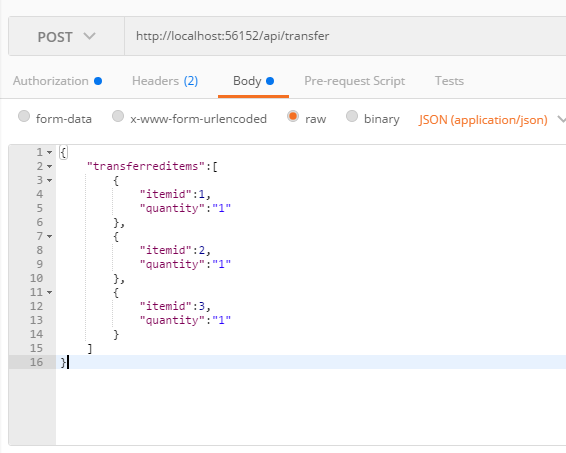 POST http://localhost:56152/api/transfer
Authorization Headers (2) Body Pre-request Script Tests
form-data x-www-form-urlencoded raw binary JSON (application/json)
1 {
2 "transferreditems":[
3 {
4 "itemid":1,
5 "quantity":"1"
6 },
7 {
8 "itemid":2,
9 "quantity":"1"
10 },
11 {
12 "itemid":3,
13 "quantity":"1"
14 }
15 ]
16 }